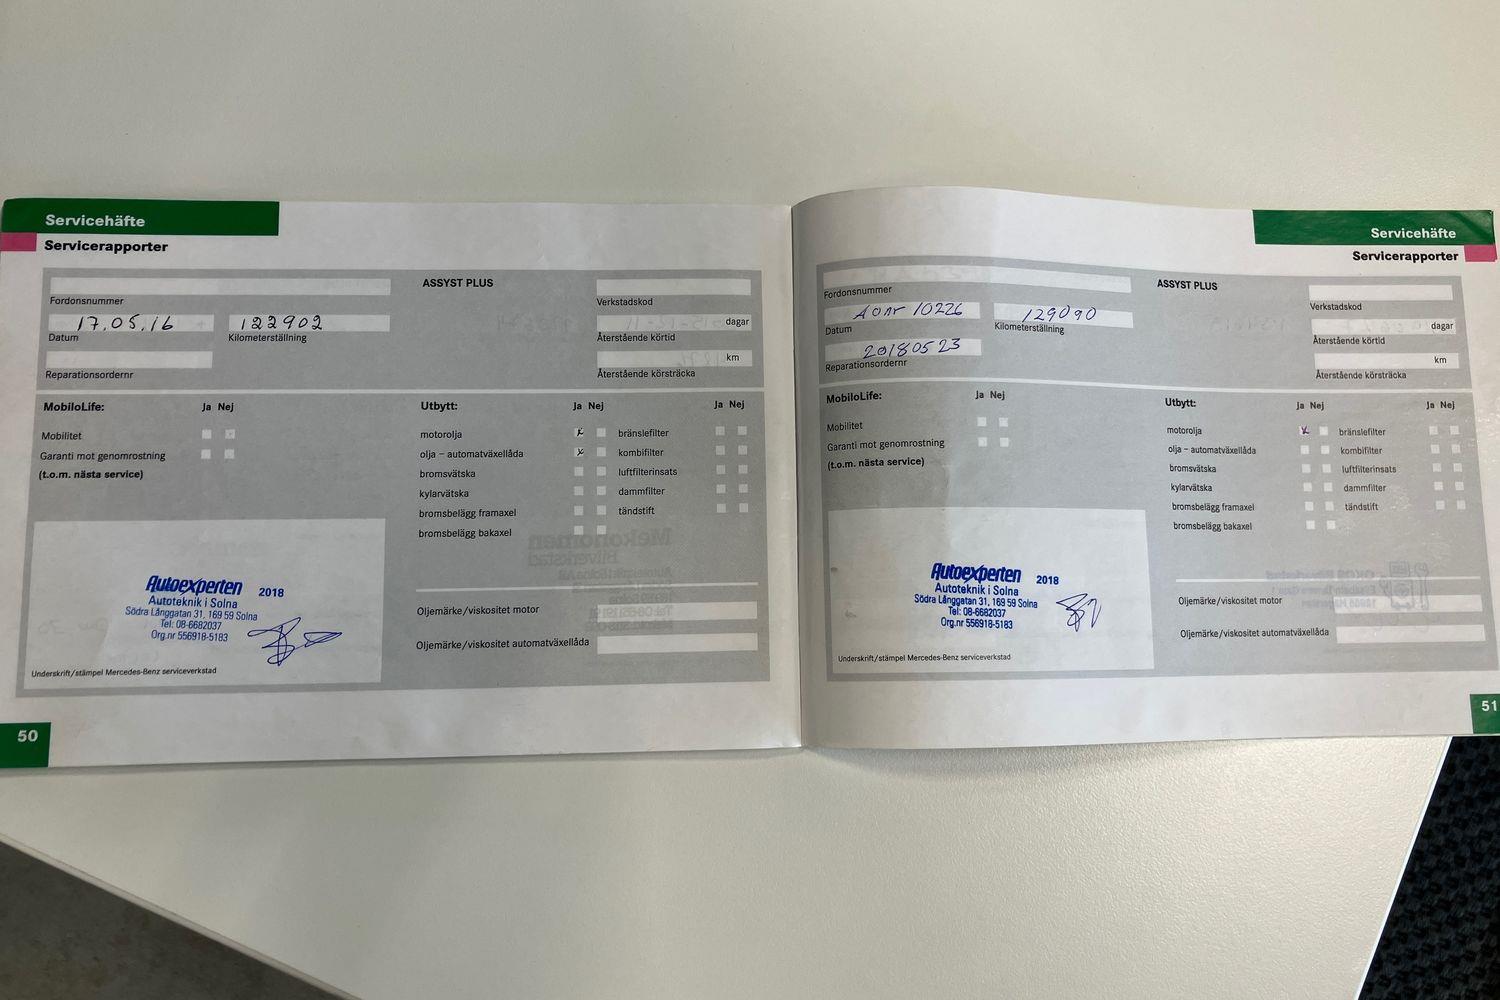 Servicehäfte
Servicerapporter
Fordonsnummer
17.05.16
Datum
122902
Kilometerställning
Reparationsordernr
ASSYST PLUS
Verkstadskod
dagar
Återstående körtid
km
Återstående körsträcka
MobiloLife:
Ja Nej
Mobilitet
Garanti mot genomrostning
(t.o.m. nästa service)
Utbytt:
Ja Nej
Ja Nej
motorolja
bränslefilter
olja – automatväxellåda
kombifilter
bromsvätska
luftfilterinsats
kylarvätska
dammfilter
bromsbelägg framaxel
tändstift
bromsbelägg bakaxel
Autoexperten 2018
Autoteknik i Solna
Södra Långgatan 31, 169 59 Solna
Tel: 08-6682037
Org.nr 556918-5183
Underskrift/stämpel Mercedes-Benz serviceverkstad
Oljemärke/viskositet motor
Oljemärke/viskositet automatväxellåda
50
Servicehäfte
Servicerapporter
Fordonsnummer
Aonr 10226
Datum
129090
Kilometerställning
20180523
Reparationsordernr
ASSYST PLUS
Verkstadskod
dagar
Återstående körtid
km
Återstående körsträcka
MobiloLife:
Ja Nej
Mobilitet
Garanti mot genomrostning
(t.o.m. nästa service)
Utbytt:
Ja Nej
Ja Nej
motorolja
bränslefilter
olja – automatväxellåda
kombifilter
bromsvätska
luftfilterinsats
kylarvätska
dammfilter
bromsbelägg framaxel
tändstift
bromsbelägg bakaxel
Autoexperten 2018
Autoteknik i Solna
Södra Långgatan 31, 169 59 Solna
Tel: 08-6682037
Org.nr 556918-5183
Underskrift/stämpel Mercedes-Benz serviceverkstad
Oljemärke/viskositet motor
Oljemärke/viskositet automatväxellåda
51